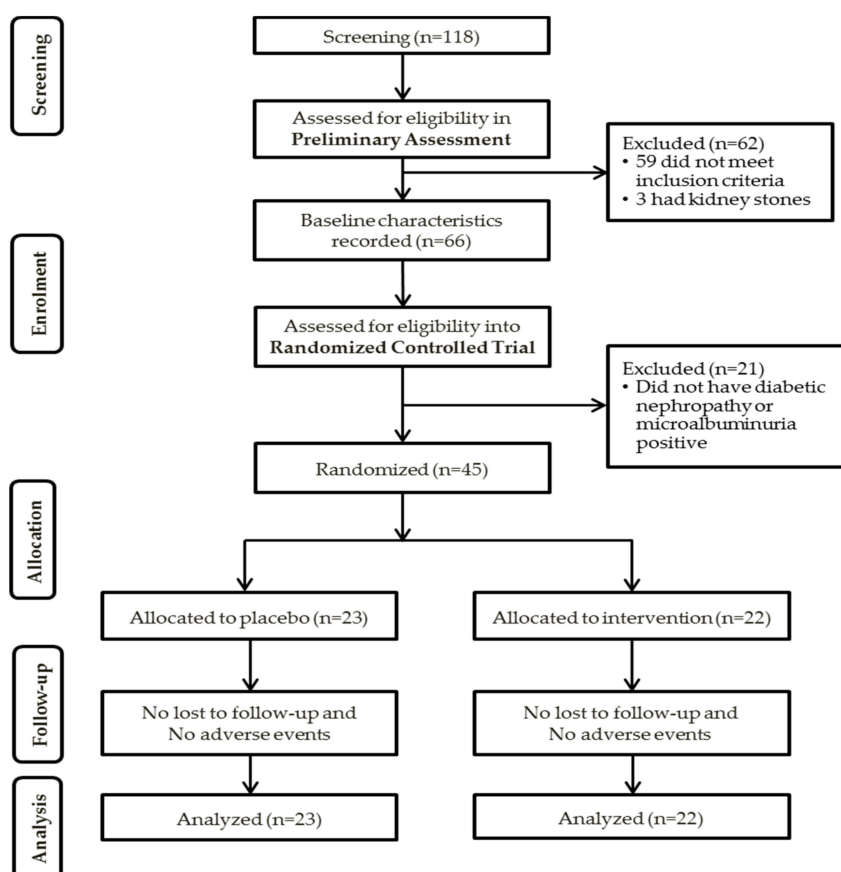 Screening
Screening (n=118)
Assessed for eligibility in
Preliminary Assessment
Excluded (n=62)
• 59 did not meet
inclusion criteria
• 3 had kidney stones
Baseline characteristics
recorded (n=66)
Enrolment
Assessed for eligibility into
Randomized Controlled Trial
Excluded (n=21)
• Did not have diabetic
nephropathy or
microalbuminuria
positive
Randomized (n=45)
Allocation
Allocated to placebo (n=23)
Allocated to intervention (n=22)
Follow-up
No lost to follow-up and
No adverse events
No lost to follow-up and
No adverse events
Analysis
Analyzed (n=23)
Analyzed (n=22)